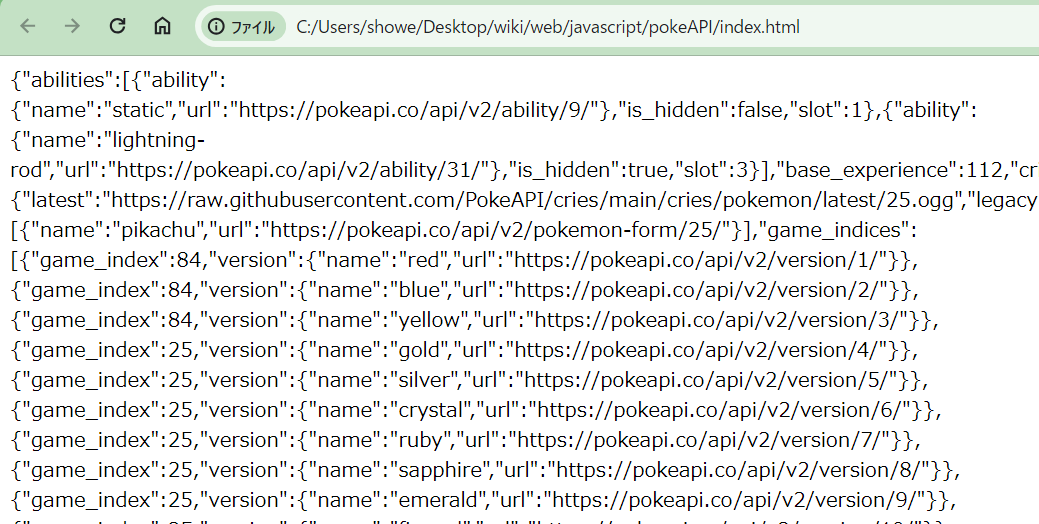 ファイル C:/Users/showe/Desktop/wiki/web/javascript/pokeAPI/index.html
{"abilities":[{"ability":
{"name":"static","url":"https://pokeapi.co/api/v2/ability/9/"},"is_hidden":false,"slot":1},{"ability":
{"name":"lightning-
rod","url":"https://pokeapi.co/api/v2/ability/31/"},"is_hidden":true,"slot":3}],"base_experience":112,"cr
{"latest":"https://raw.githubusercontent.com/PokeAPI/cries/main/cries/pokemon/latest/25.ogg","legacy
[{"name":"pikachu","url":"https://pokeapi.co/api/v2/pokemon-form/25/"}],"game_indices":
[{"game_index":84,"version":{"name":"red","url":"https://pokeapi.co/api/v2/version/1/"}},
{"game_index":84,"version":{"name":"blue","url":"https://pokeapi.co/api/v2/version/2/"}},
{"game_index":84,"version":{"name":"yellow","url":"https://pokeapi.co/api/v2/version/3/"}},
{"game_index":25,"version":{"name":"gold","url":"https://pokeapi.co/api/v2/version/4/"}},
{"game_index":25,"version":{"name":"silver","url":"https://pokeapi.co/api/v2/version/5/"}},
{"game_index":25,"version":{"name":"crystal","url":"https://pokeapi.co/api/v2/version/6/"}},
{"game_index":25,"version":{"name":"ruby","url":"https://pokeapi.co/api/v2/version/7/"}},
{"game_index":25,"version":{"name":"sapphire","url":"https://pokeapi.co/api/v2/version/8/"}},
{"game_index":25,"version":{"name":"emerald","url":"https://pokeapi.co/api/v2/version/9/"}},